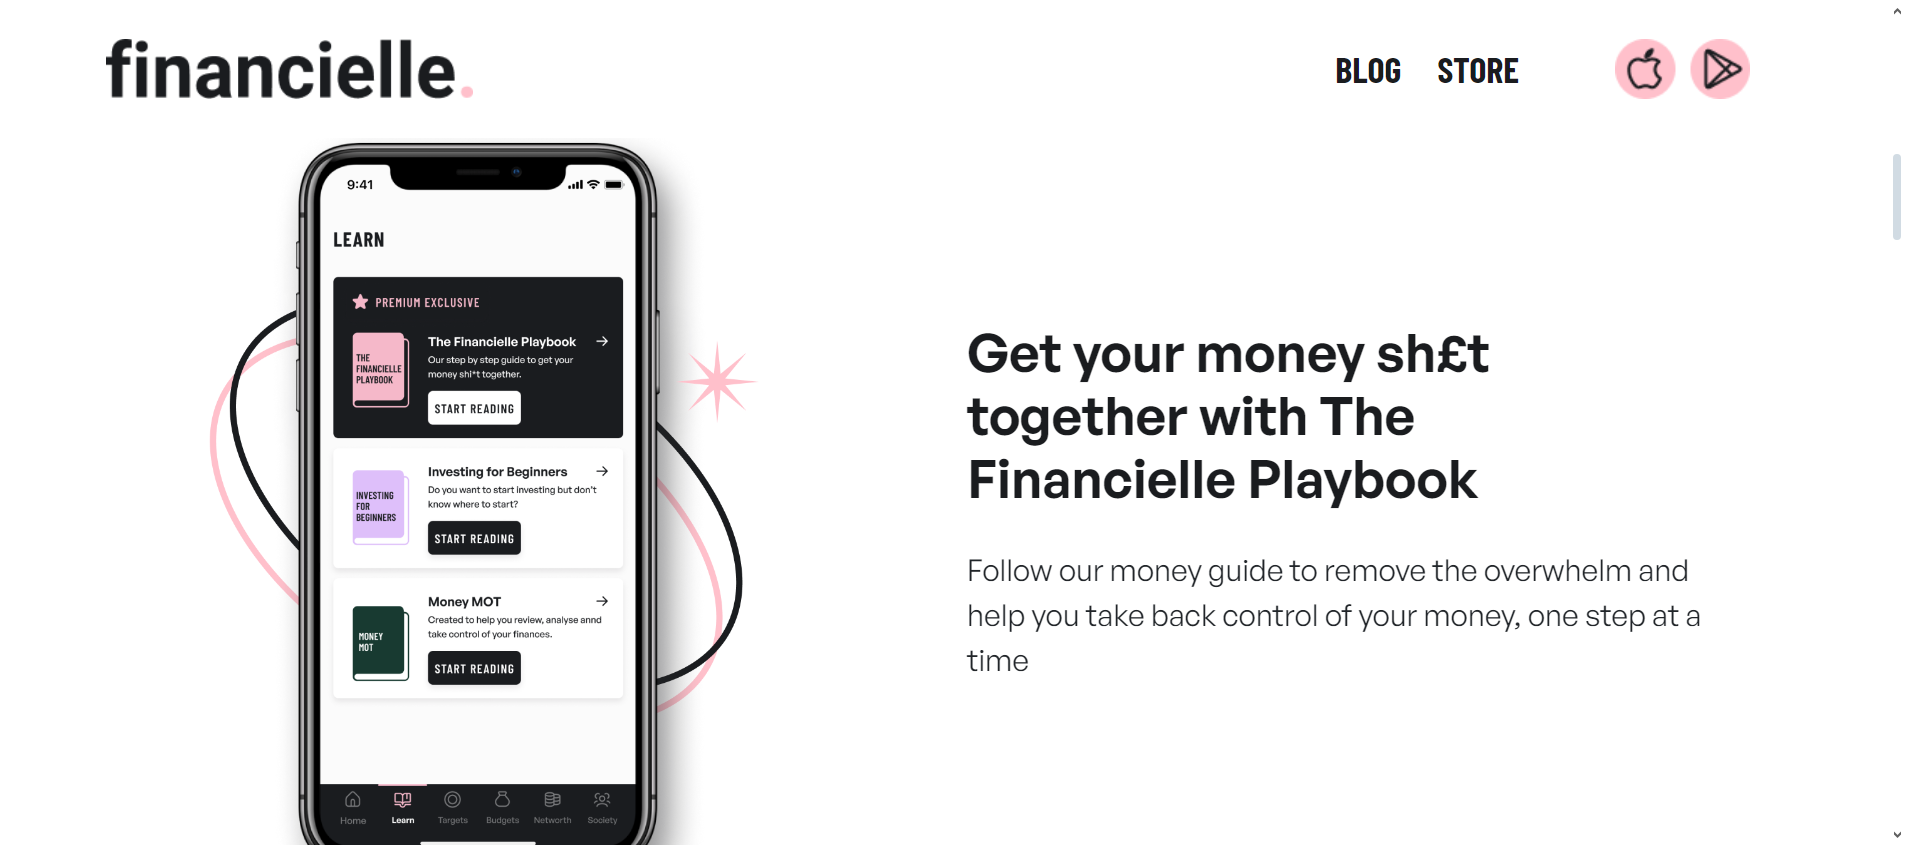 financielle.
BLOG STORE
9:41
LEARN
PREMIUM EXCLUSIVE
THE
FINANCIELLE
PLAYBOOK
The Financielle Playbook
Our step by step guide to get your
money shi*t together.
START READING
INVESTING
FOR
BEGINNERS
Investing for Beginners
Do you want to start investing but don't
know where to start?
START READING
MONEY
MOT
Money MOT
Created to help you review, analyse annd
take control of your finances.
START READING
Home Learn Targets Budgets Networth Society
Get your money sh£t
together with The
Financielle Playbook
Follow our money guide to remove the overwhelm and
help you take back control of your money, one step at a
time